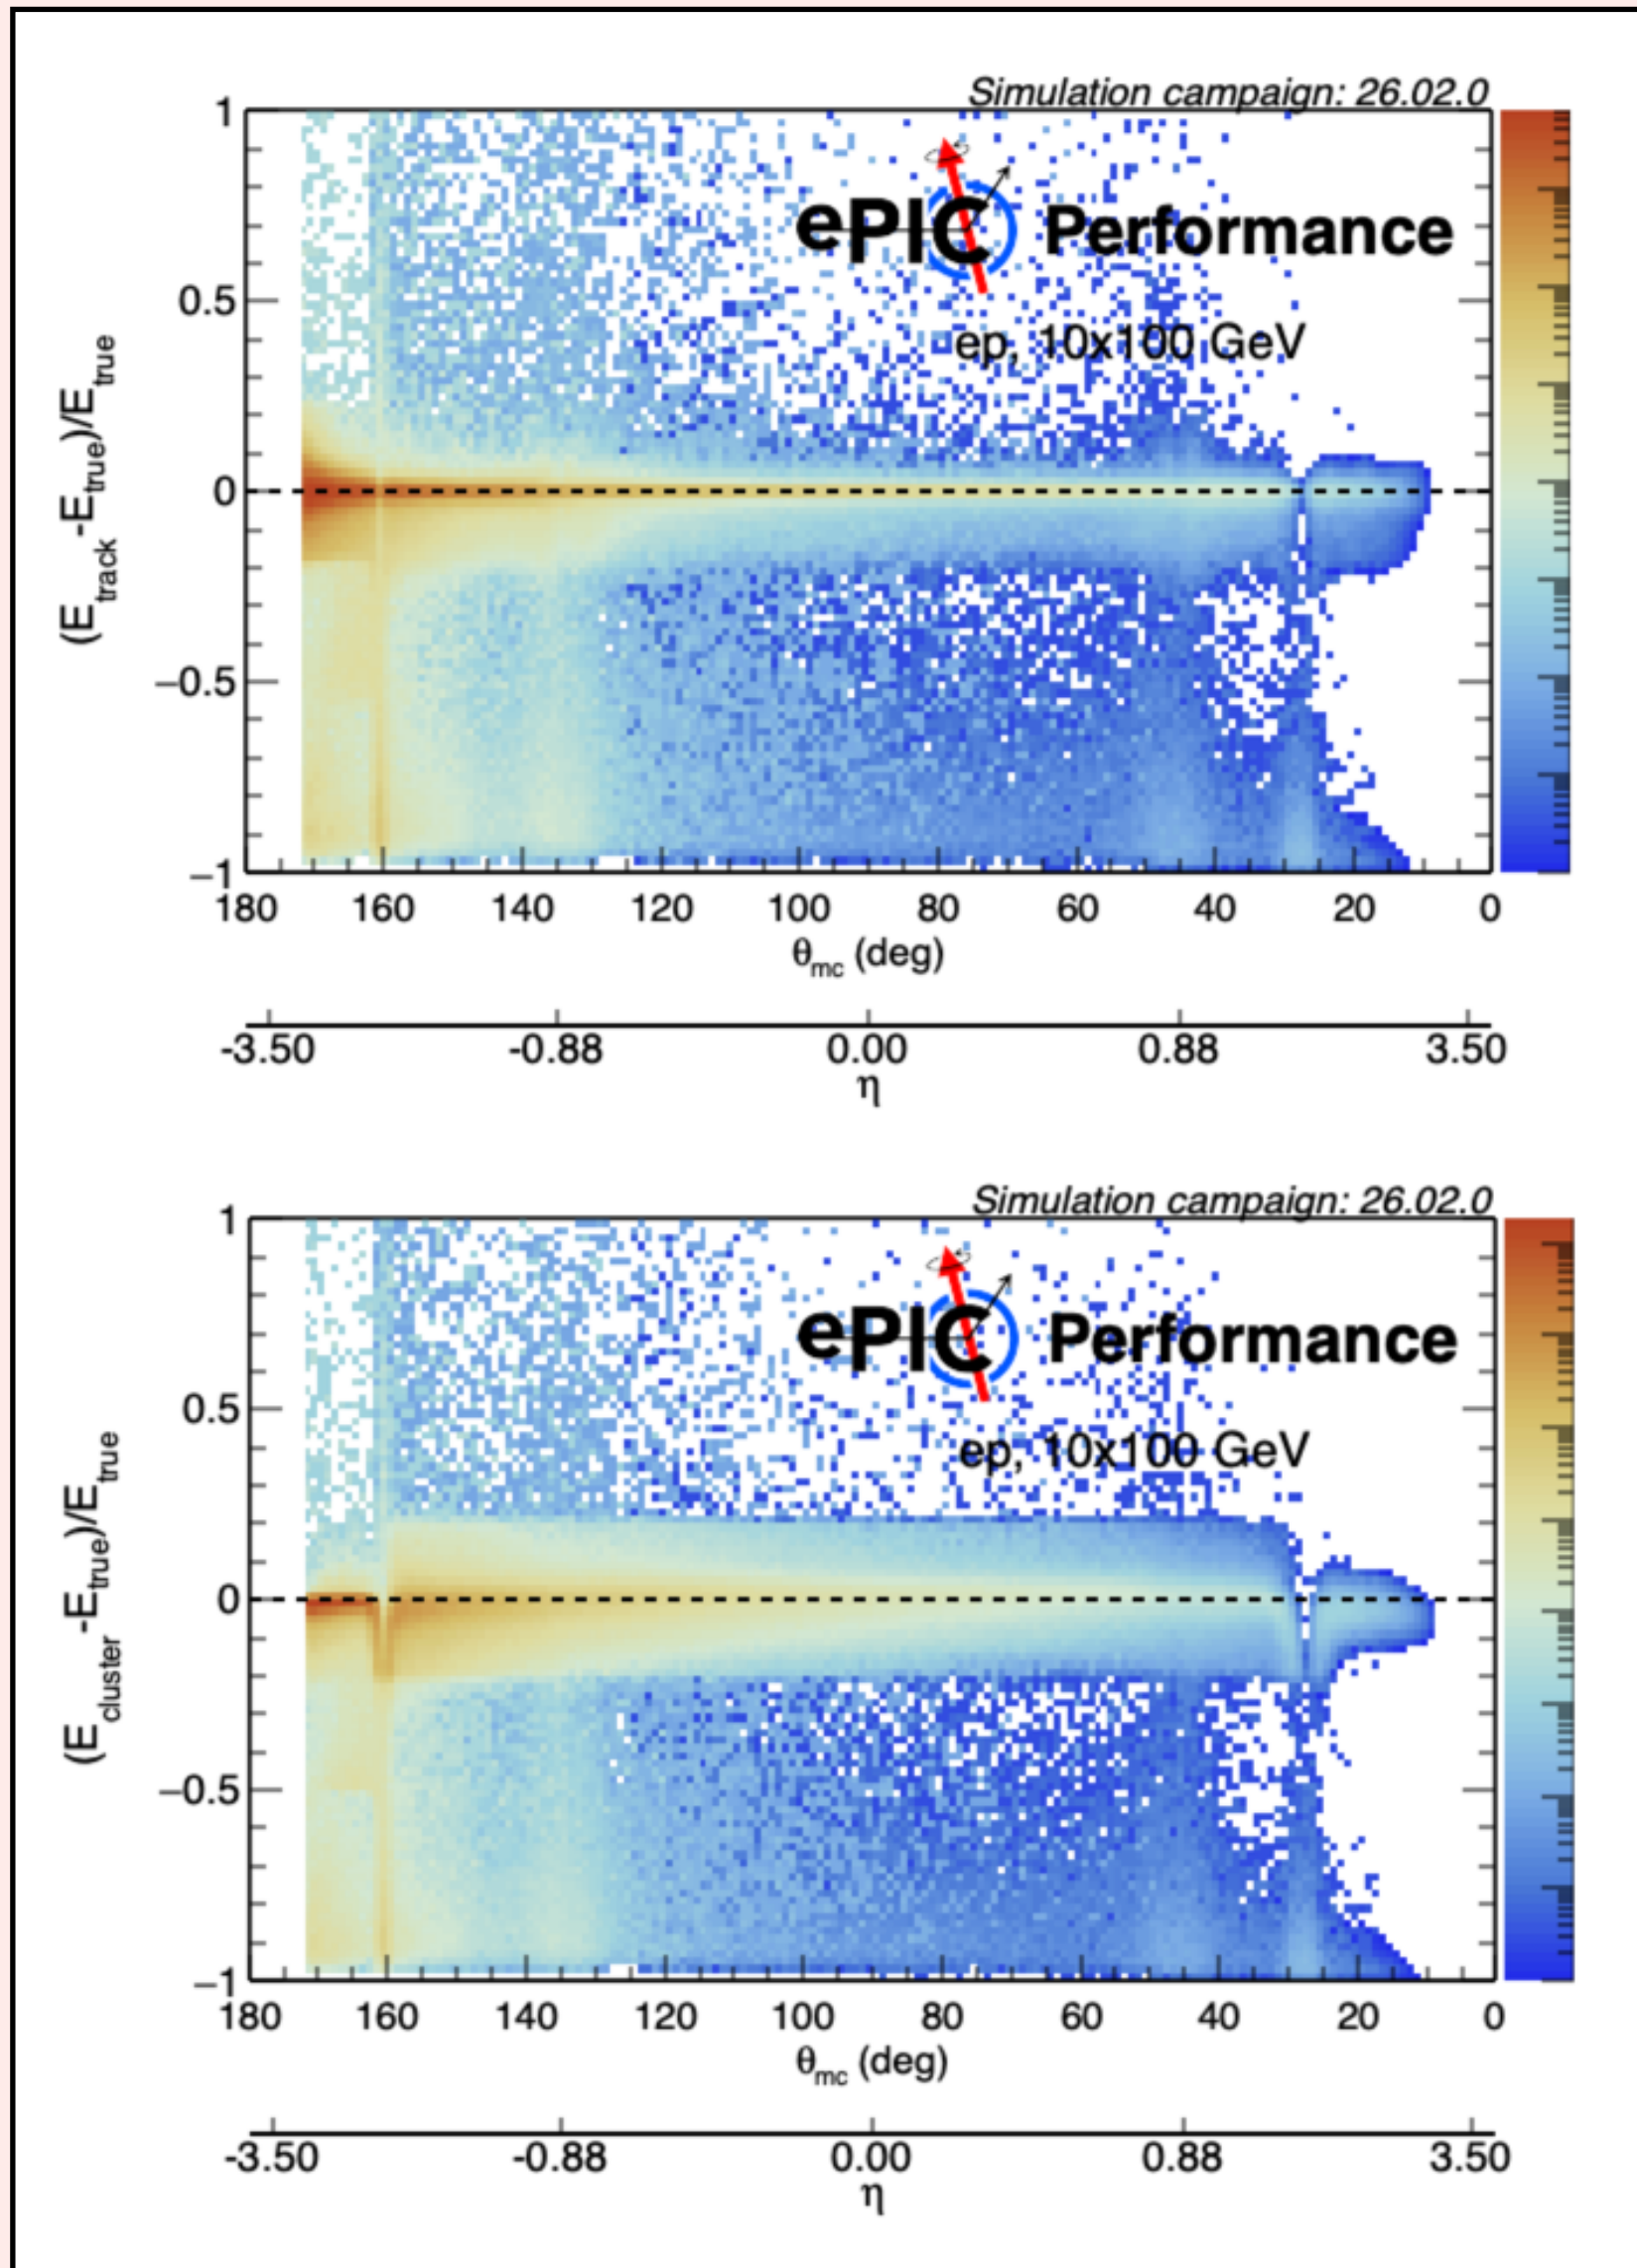 Simulation campaign: 26.02.0
1
ePIC Performance
0.5
ep, 10x100 GeV
(E_track -E_true)/E_true
0
−0.5
−1
180 160 140 120 100 80 60 40 20 0
θ_mc (deg)
-3.50 -0.88 0.00 0.88 3.50
η
Simulation campaign: 26.02.0
1
ePIC Performance
0.5
ep, 10x100 GeV
(E_cluster -E_true)/E_true
0
−0.5
−1
180 160 140 120 100 80 60 40 20 0
θ_mc (deg)
-3.50 -0.88 0.00 0.88 3.50
η